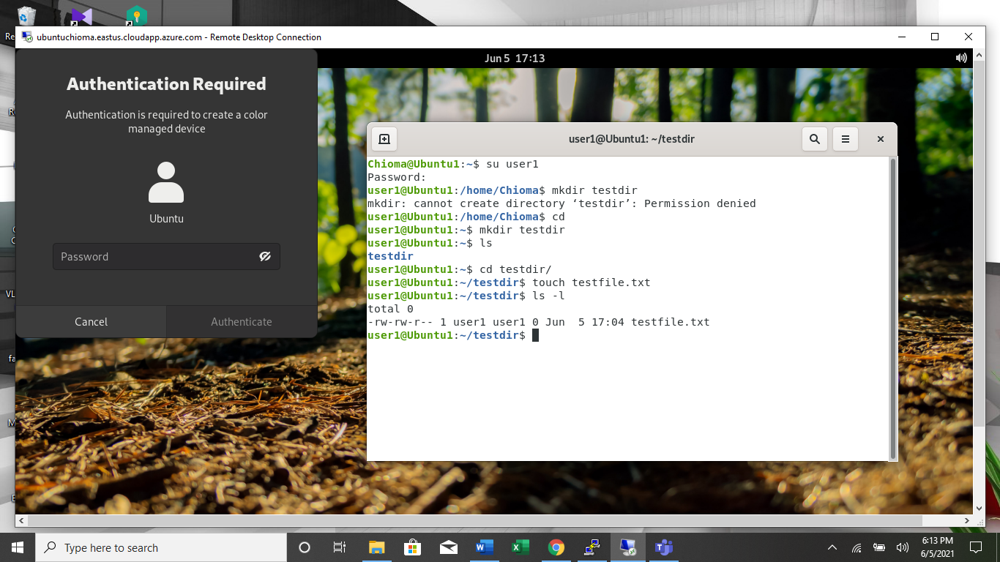 ubuntuchioma.eastus.cloudapp.azure.com - Remote Desktop Connection
Jun 5 17:13
Authentication Required
Authentication is required to create a color
managed device
Ubuntu
Password
Cancel
Authenticate
user1@Ubuntu1: ~/testdir
Chioma@Ubuntu1:~$ su user1
Password:
user1@Ubuntu1:/home/Chioma$ mkdir testdir
mkdir: cannot create directory ‘testdir’: Permission denied
user1@Ubuntu1:/home/Chioma$ cd
user1@Ubuntu1:~$ mkdir testdir
user1@Ubuntu1:~$ ls
testdir
user1@Ubuntu1:~$ cd testdir/
user1@Ubuntu1:~/testdir$ touch testfile.txt
user1@Ubuntu1:~/testdir$ ls -l
total 0
-rw-rw-r-- 1 user1 user1 0 Jun  5 17:04 testfile.txt
user1@Ubuntu1:~/testdir$
Type here to search
6:13 PM
6/5/2021